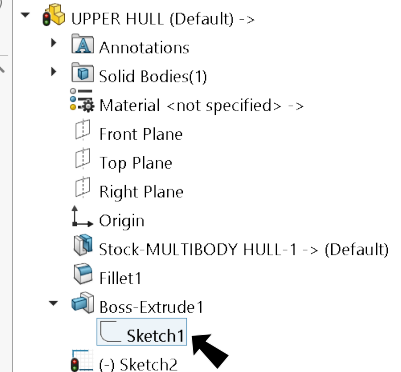 UPPER HULL (Default) ->
Annotations
Solid Bodies(1)
Material <not specified> ->
Front Plane
Top Plane
Right Plane
Origin
Stock-MULTIBODY HULL-1 -> (Default)
Fillet1
Boss-Extrude1
Sketch1
(-) Sketch2